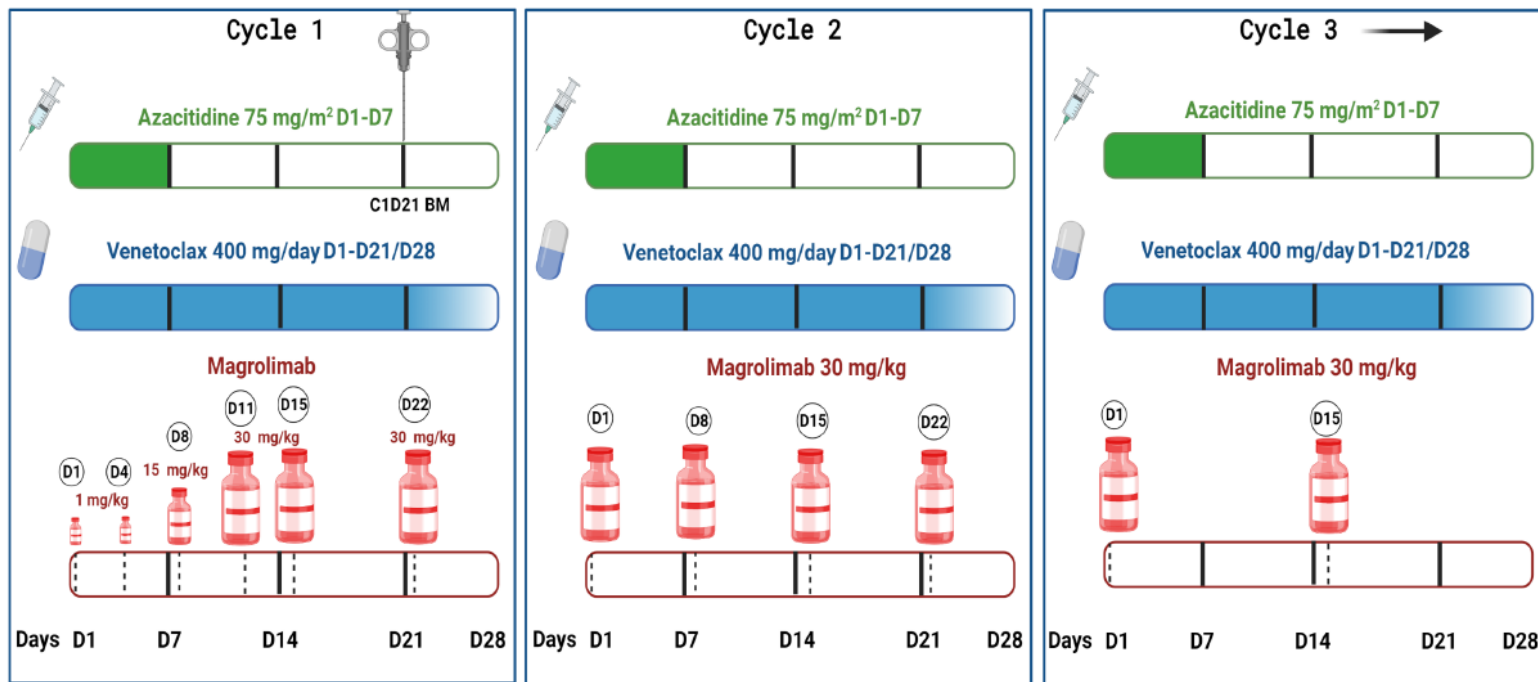 Cycle 1
Azacitidine 75 mg/m² D1-D7
C1D21 BM
Venetoclax 400 mg/day D1-D21/D28
Magrolimab
D1
D4
1 mg/kg
D8
15 mg/kg
D11
D15
30 mg/kg
D22
30 mg/kg
Days D1 D7 D14 D21 D28
Cycle 2
Azacitidine 75 mg/m² D1-D7
Venetoclax 400 mg/day D1-D21/D28
Magrolimab 30 mg/kg
D1
D8
D15
D22
Days D1 D7 D14 D21 D28
Cycle 3
Azacitidine 75 mg/m² D1-D7
Venetoclax 400 mg/day D1-D21/D28
Magrolimab 30 mg/kg
D1
D15
Days D1 D7 D14 D21 D28